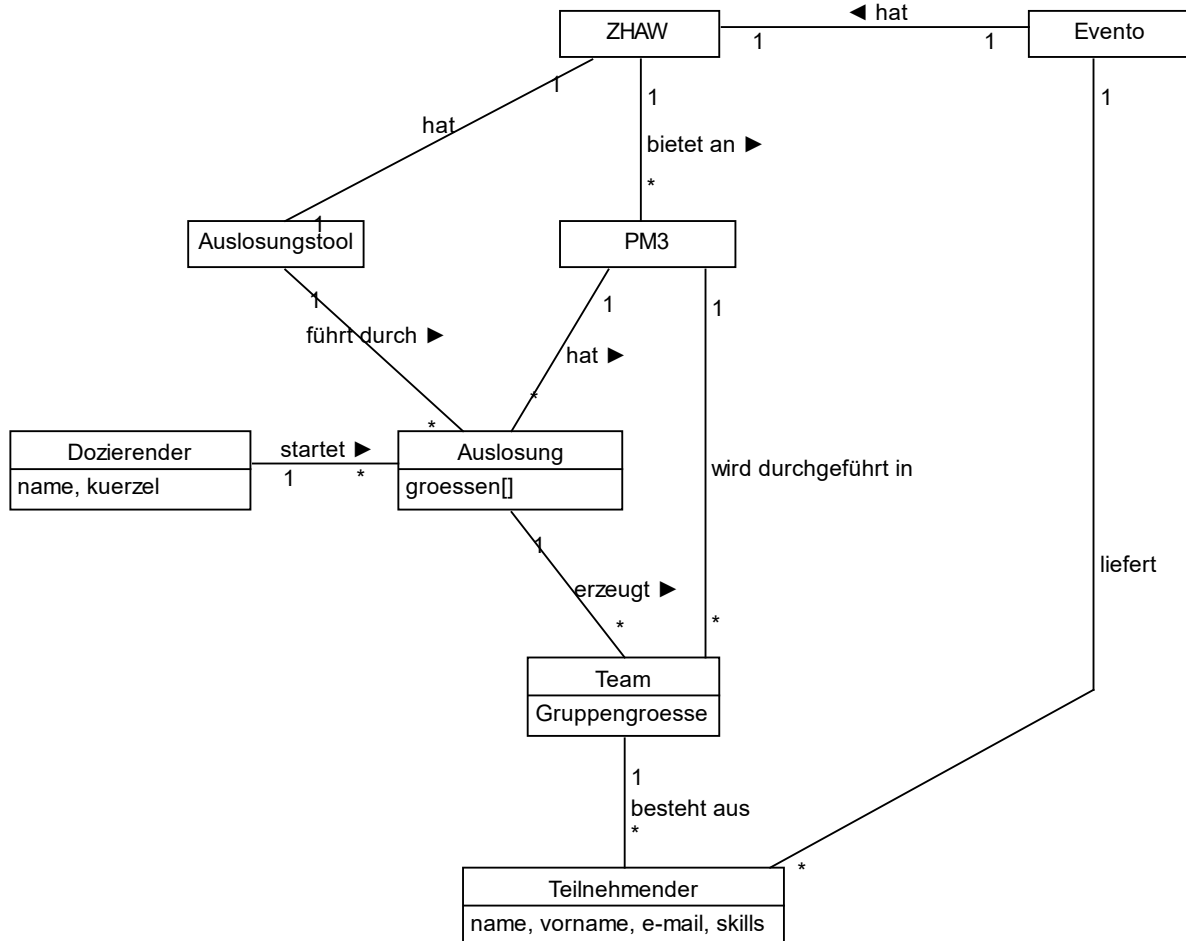 ◄ hat
ZHAW
Evento
1
1
1
1
1
hat
bietet an ►
*
1
Auslosungstool
PM3
1
1
1
führt durch ►
hat ►
*
*
Dozierender
startet ►
Auslosung
wird durchgeführt in
name, kuerzel
1
*
groessen[]
1
liefert
erzeugt ►
*
*
Team
Gruppengroesse
1
besteht aus
*
*
Teilnehmender
name, vorname, e-mail, skills